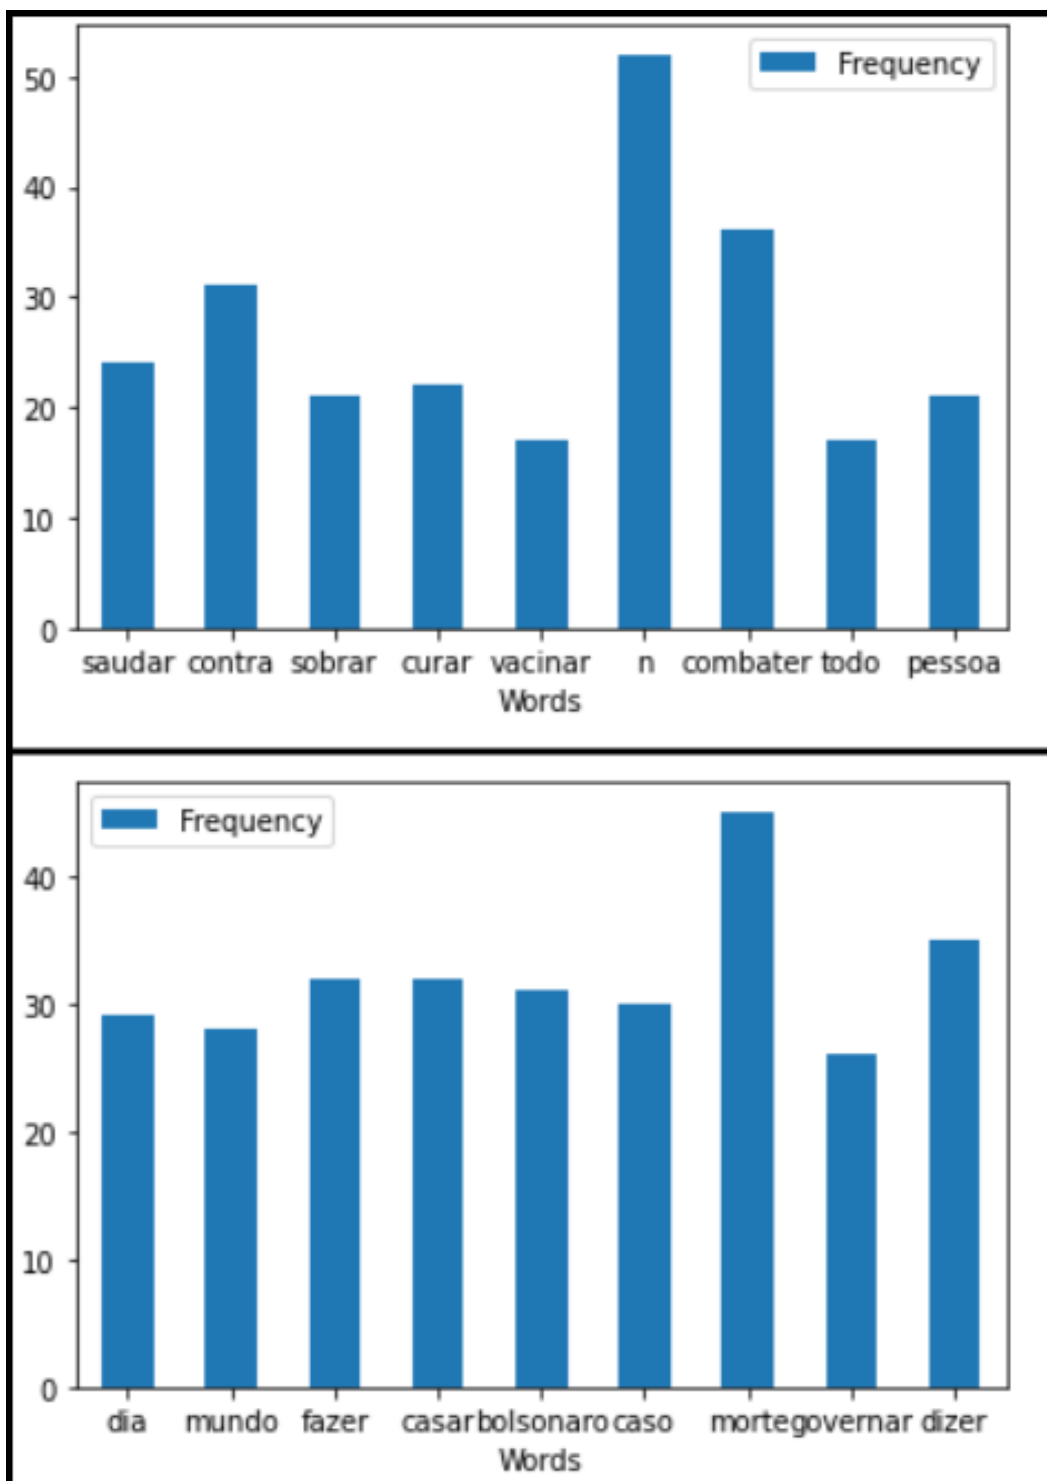 Frequency
50
40
30
20
10
0
saudar contra sobrar curar vacinar n combater todo pessoa
Words
Frequency
40
30
20
10
0
dia mundo fazer casar bolsonaro caso morte governar dizer
Words